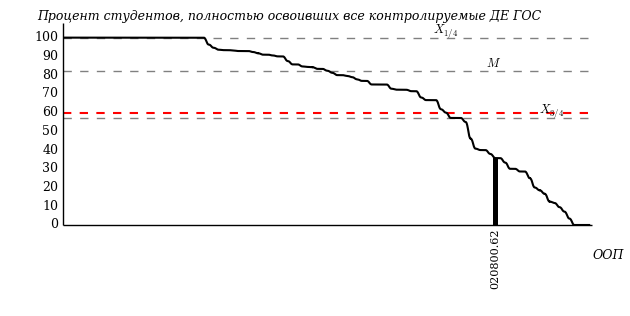 Процент студентов, полностью освоивших все контролируемые ДЕ ГОС
X1/4
100
90
M
80
70
60
X3/4
50
40
30
20
10
0
020800.62
ООП